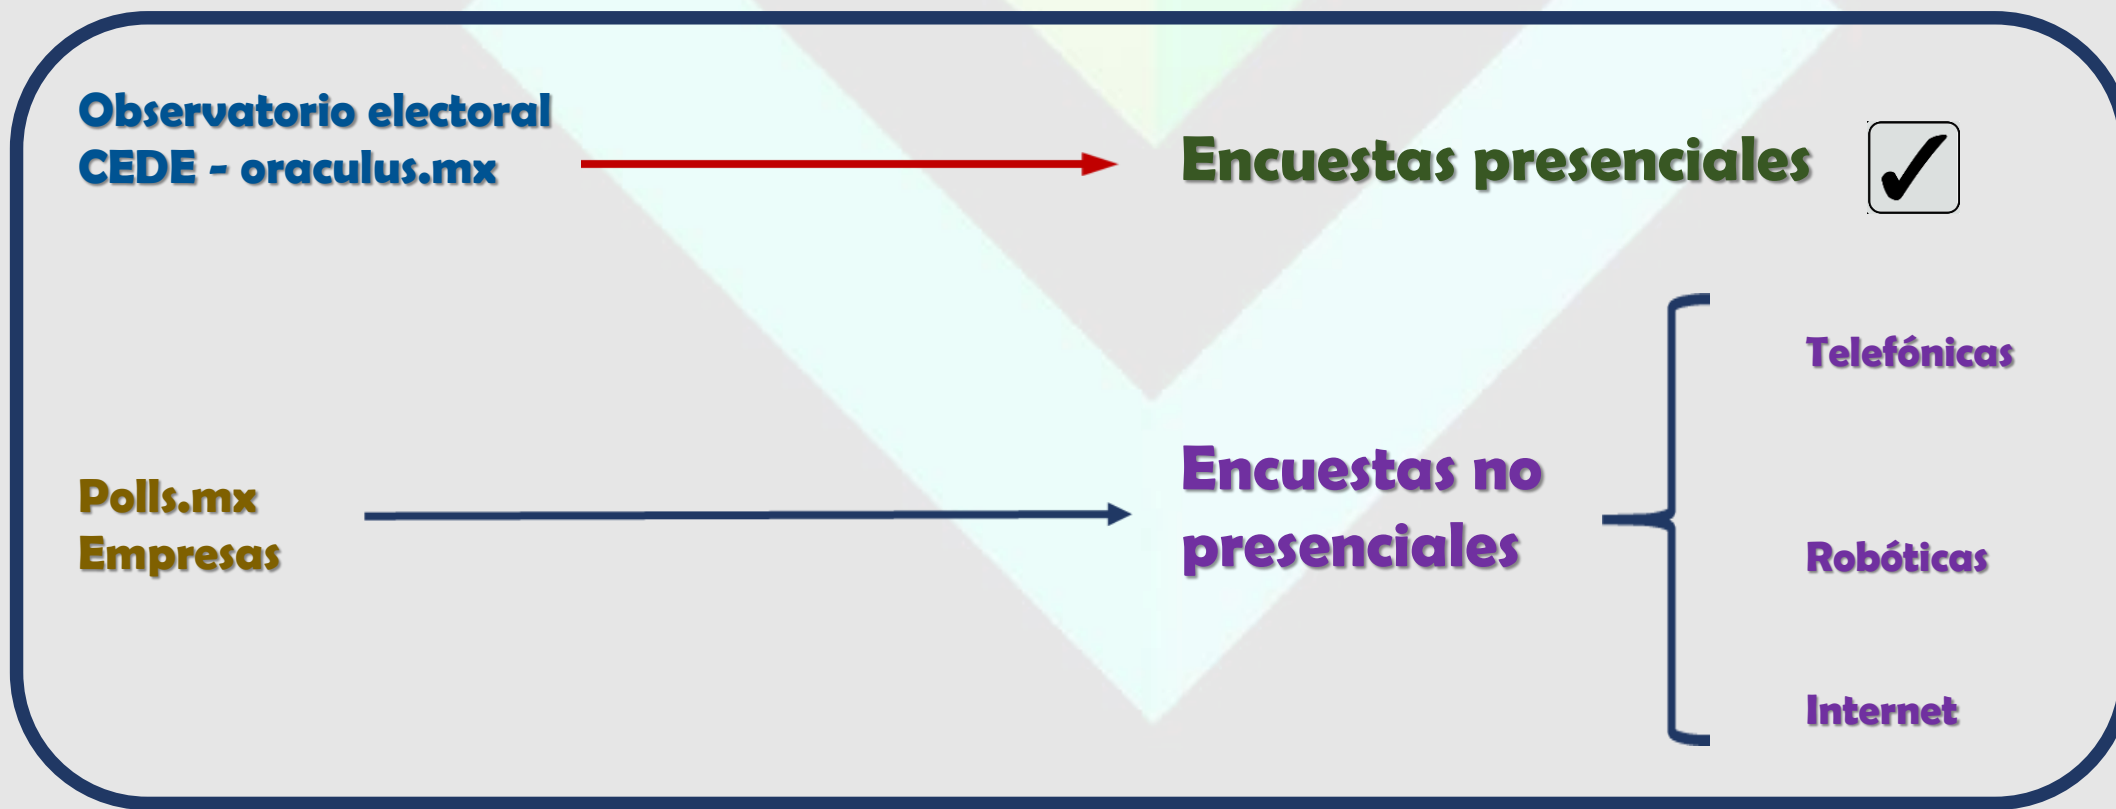 Observatorio electoral
CEDE - oraculus.mx
Encuestas presenciales
Polls.mx
Empresas
Encuestas no
presenciales
Telefónicas
Robóticas
Internet